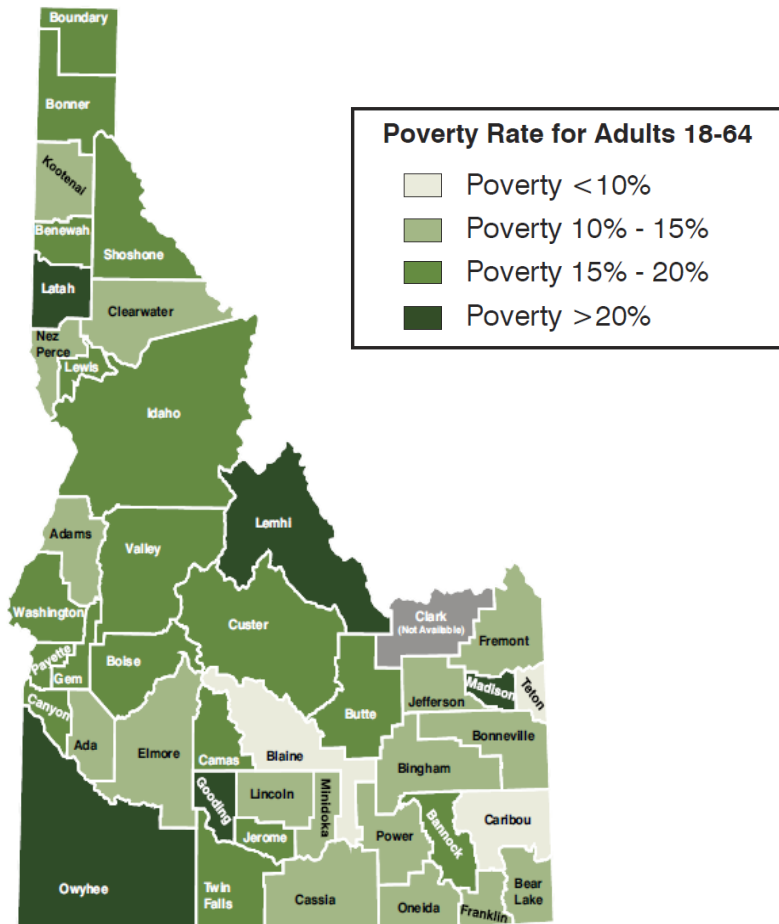 Boundary
Bonner
Poverty Rate for Adults 18-64
Poverty <10%
Poverty 10% - 15%
Poverty 15% - 20%
Poverty >20%
Kootenai
Benewah
Shoshone
Latah
Clearwater
Nez
Perce
Lewis
Idaho
Lemhi
Adams
Valley
Washington
Custer
Clark
(Not Available)
Fremont
Payette
Gem
Boise
Madison
Teton
Jefferson
Canyon
Ada
Elmore
Camas
Blaine
Butte
Bonneville
Bingham
Gooding
Lincoln
Minidoka
Jerome
Power
Bannock
Caribou
Owyhee
Twin
Falls
Cassia
Oneida
Franklin
Bear
Lake